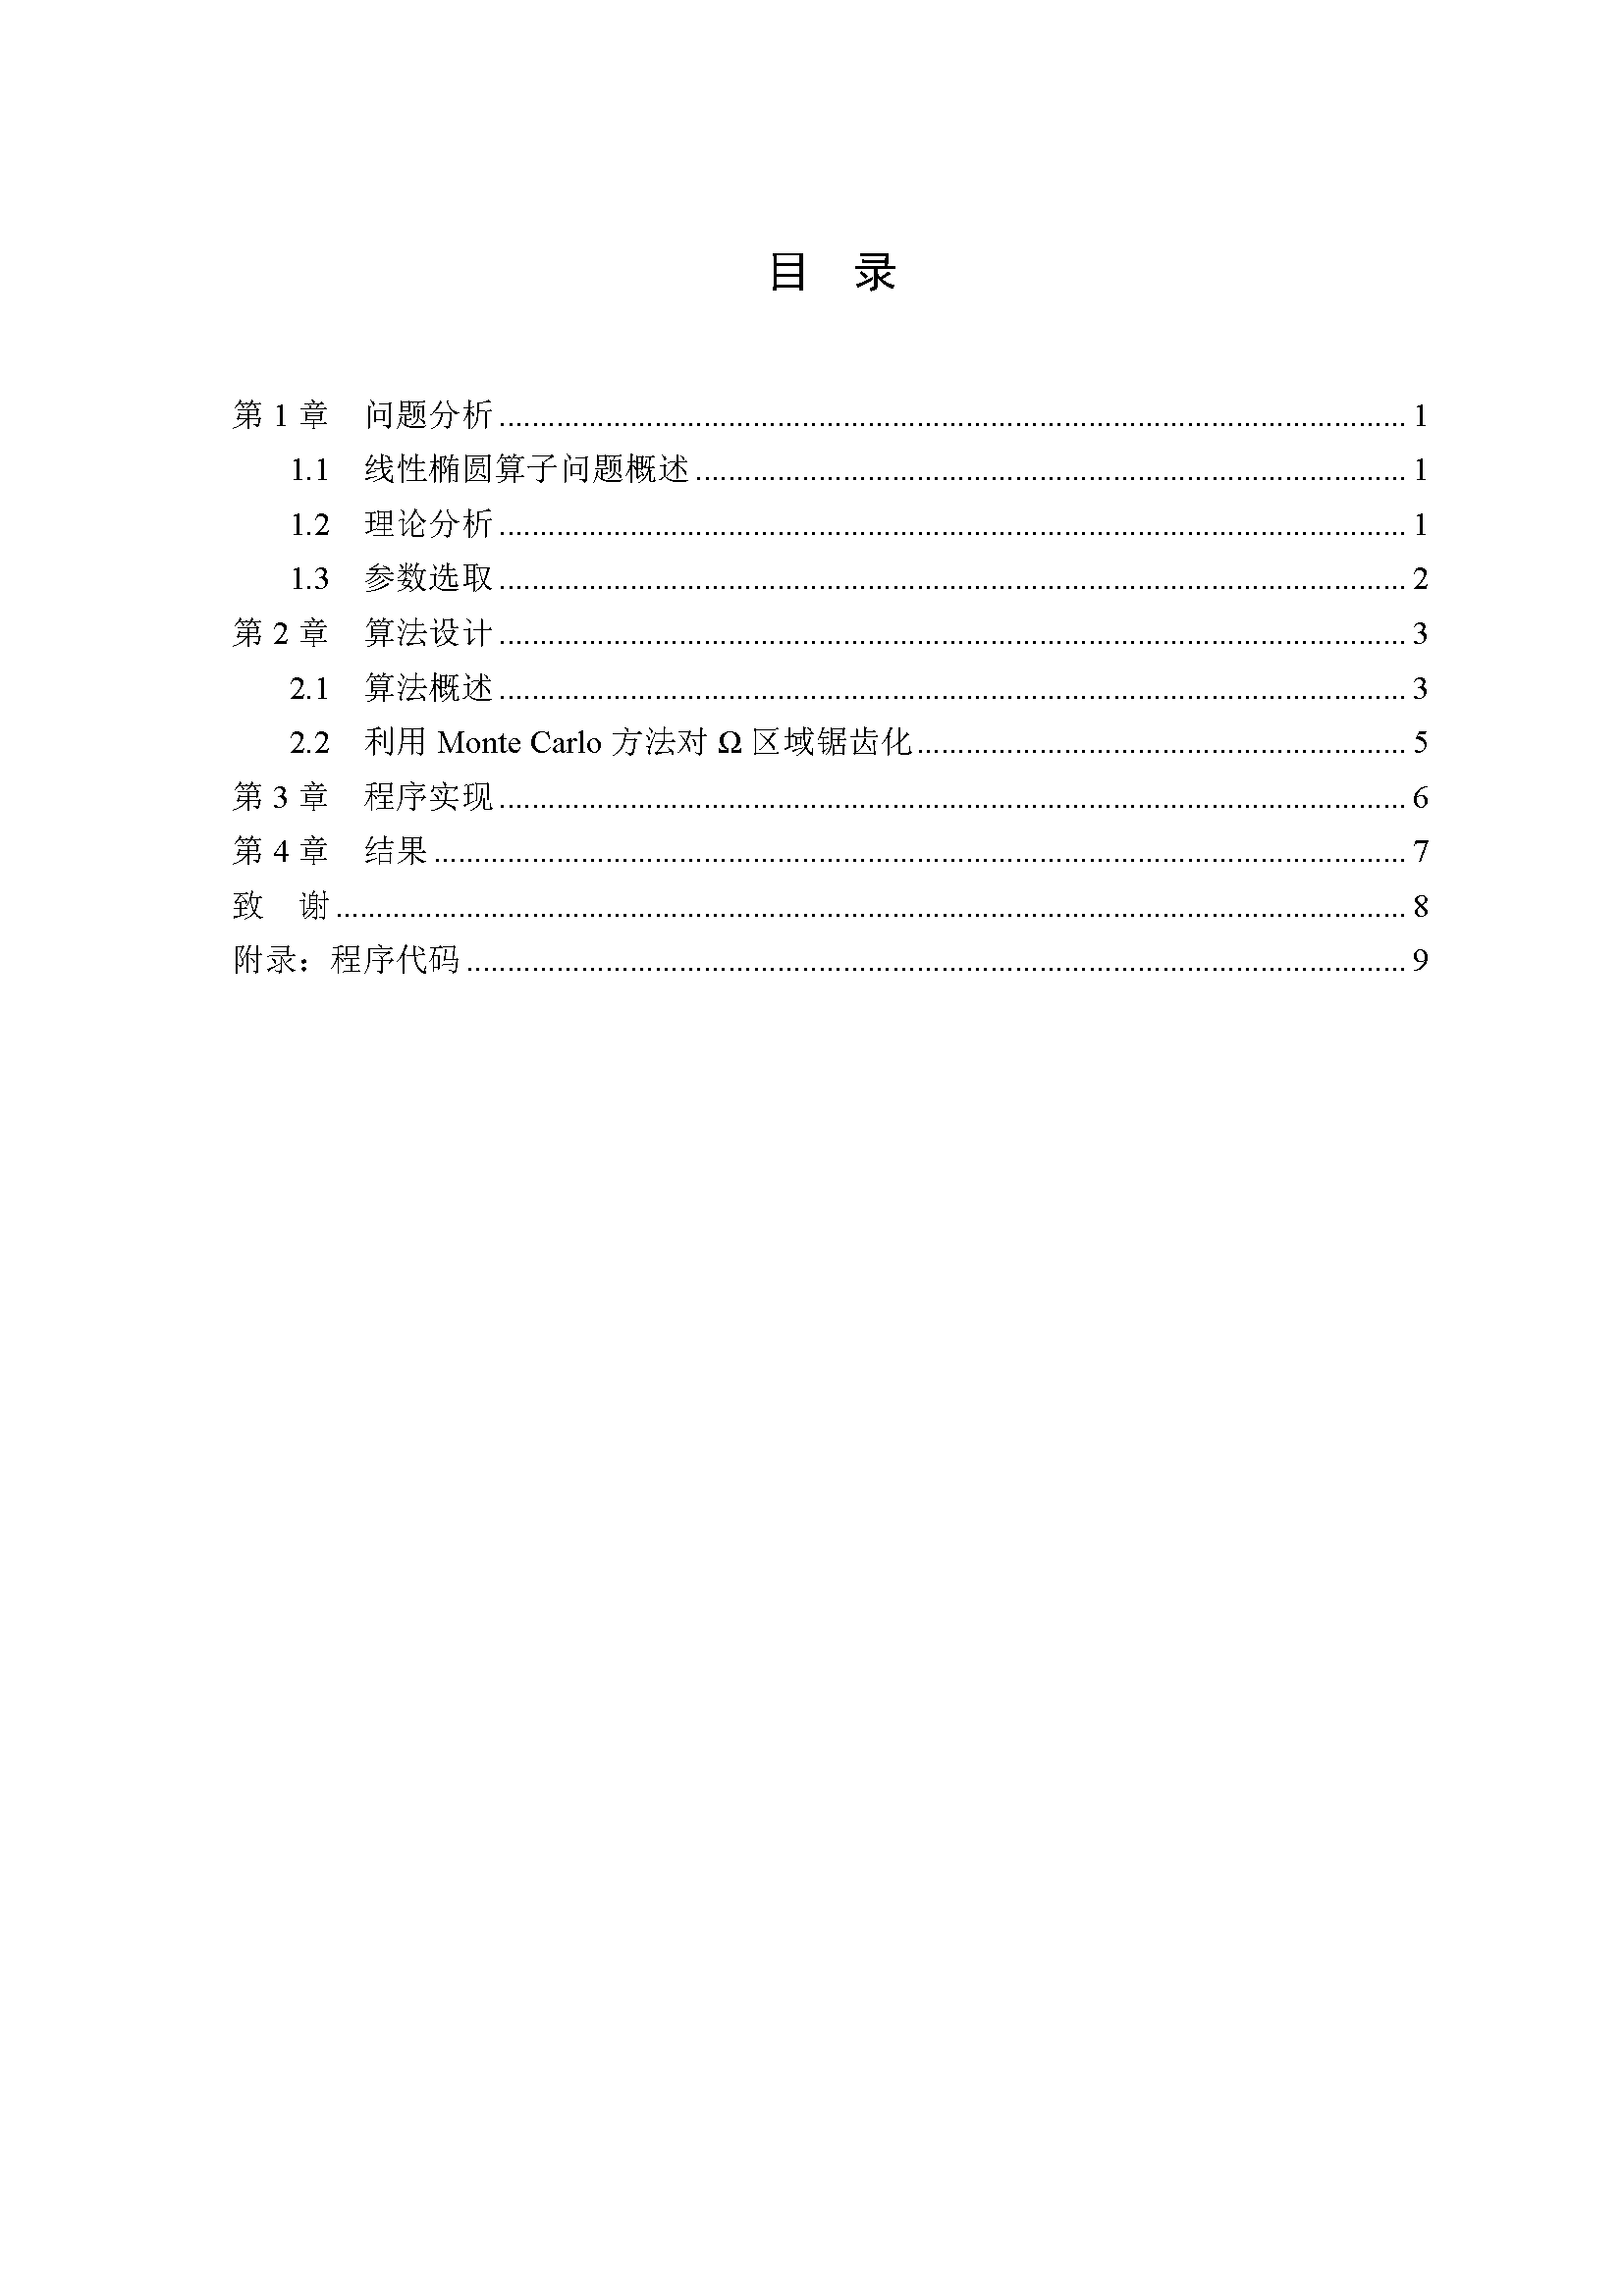 目　录
第 1 章　问题分析 ........................................ 1
1.1　线性椭圆算子问题概述 ........................................ 1
1.2　理论分析 ........................................ 1
1.3　参数选取 ........................................ 2
第 2 章　算法设计 ........................................ 3
2.1　算法概述 ........................................ 3
2.2　利用 Monte Carlo 方法对 Ω 区域锯齿化 ........................................ 5
第 3 章　程序实现 ........................................ 6
第 4 章　结果 ........................................ 7
致　谢 ........................................ 8
附录：程序代码 ........................................ 9